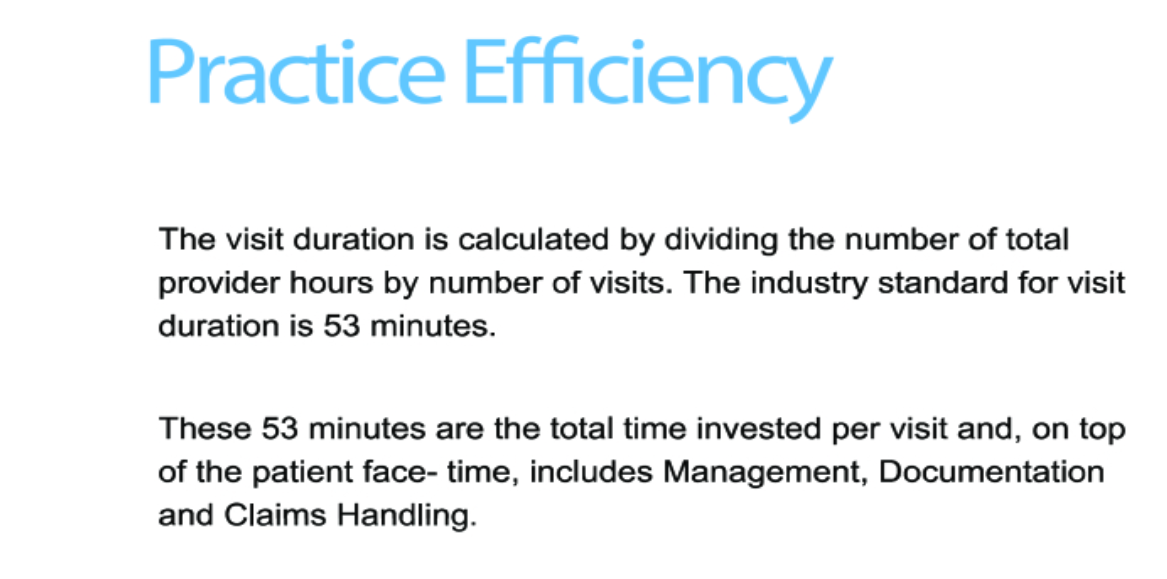 Practice Efficiency
The visit duration is calculated by dividing the number of total
provider hours by number of visits. The industry standard for visit
duration is 53 minutes.
These 53 minutes are the total time invested per visit and, on top
of the patient face- time, includes Management, Documentation
and Claims Handling.